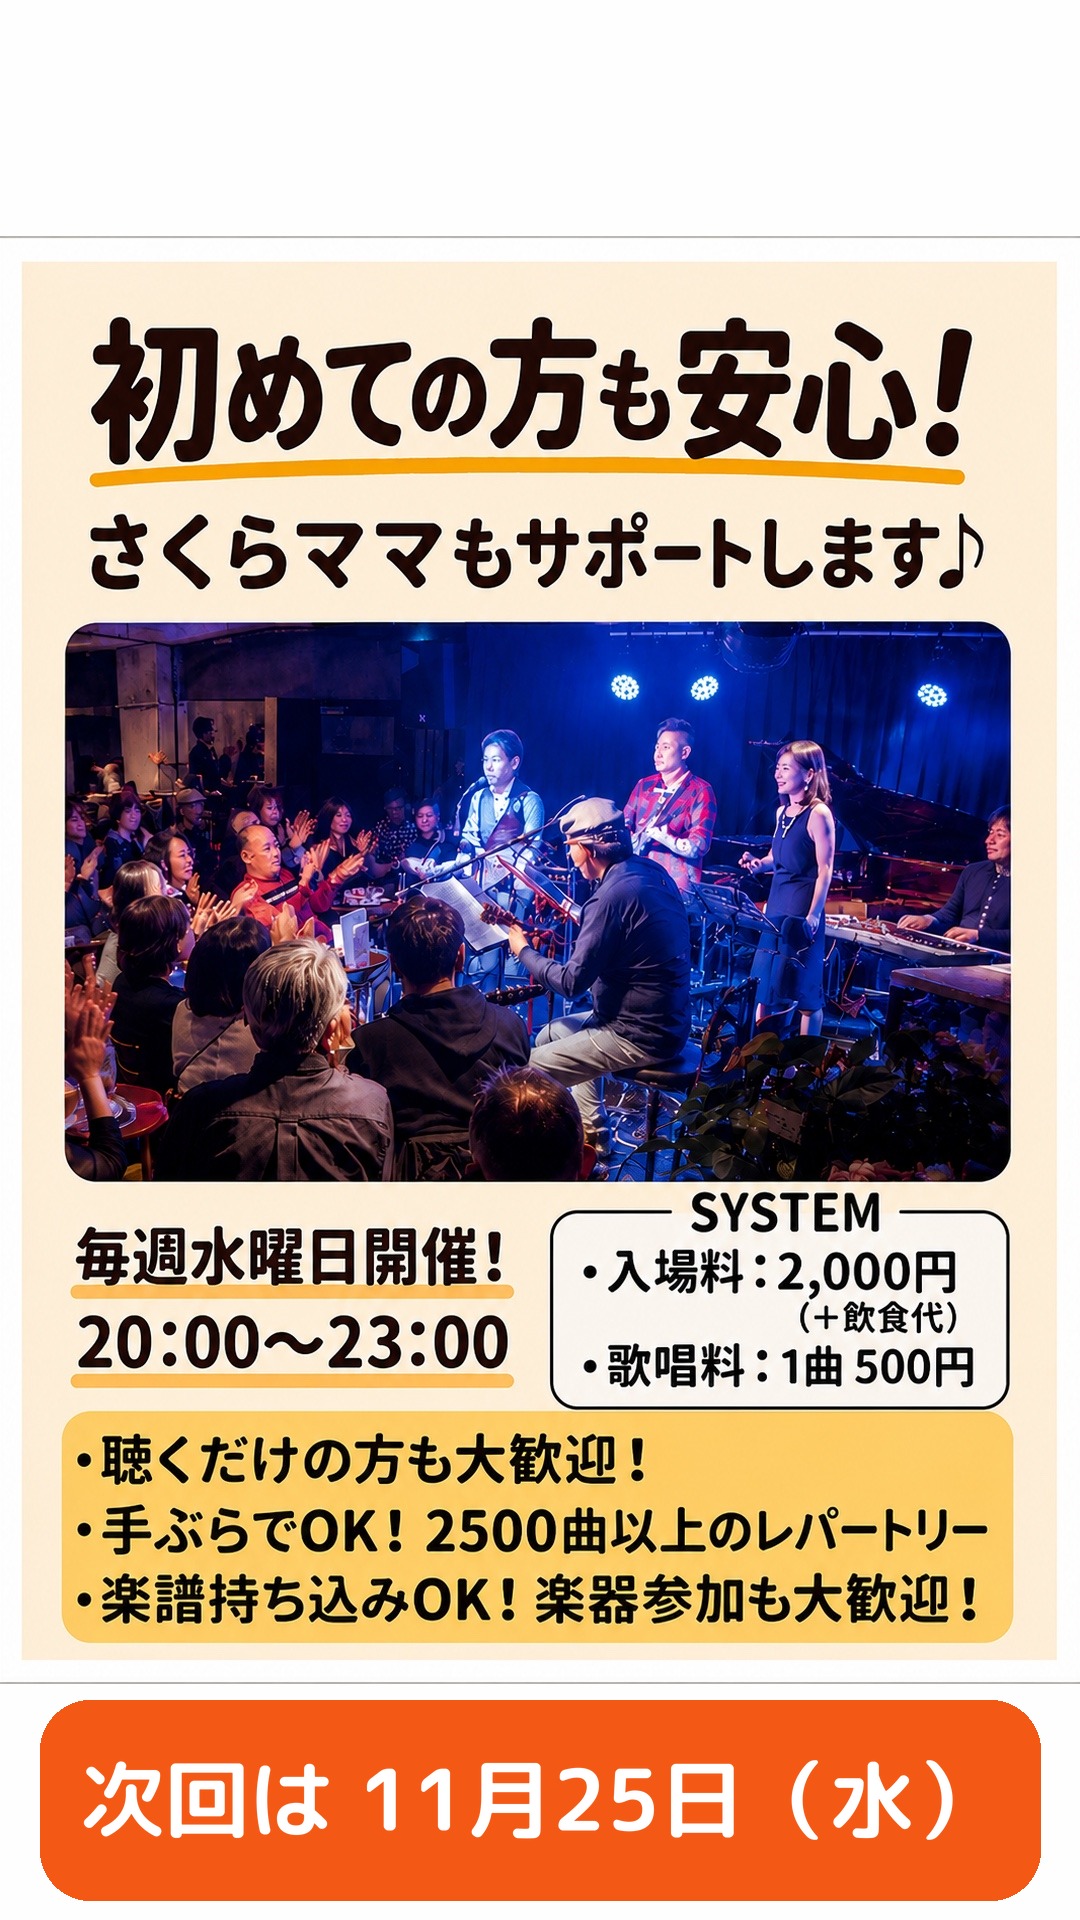 初めての方も安心！
さくらママもサポートします♪
毎週水曜日開催！
20：00～23：00
SYSTEM
・入場料：2,000円
（＋飲食代）
・歌唱料：1曲 500円
・聴くだけの方も大歓迎！
・手ぶらでOK！ 2500曲以上のレパートリー
・楽譜持ち込みOK！ 楽器参加も大歓迎！
次回は 11月25日（水）